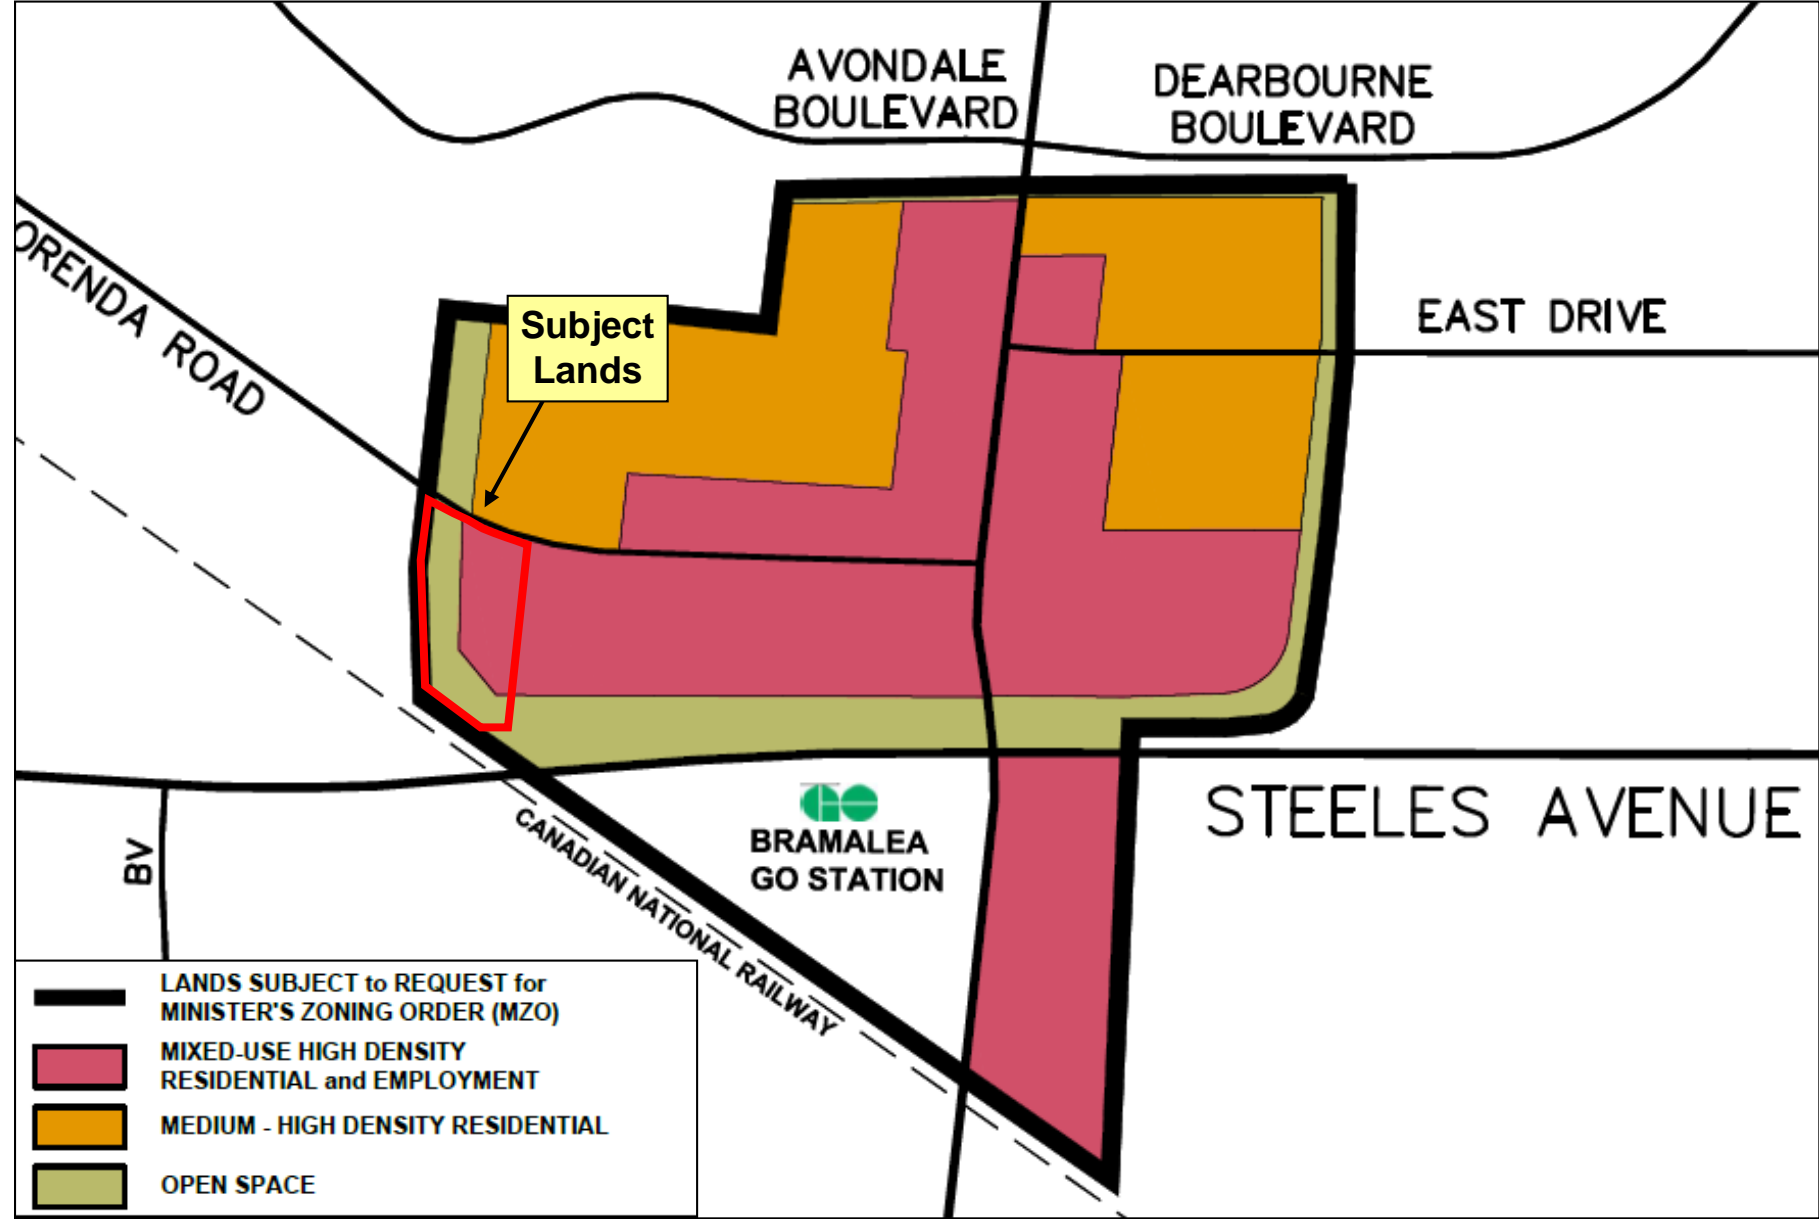 AVONDALE
BOULEVARD
DEARBOURNE
BOULEVARD
ORENDA ROAD
Subject
Lands
EAST DRIVE
GO
BRAMALEA
GO STATION
STEELES AVENUE
CANADIAN NATIONAL RAILWAY
BV
LANDS SUBJECT to REQUEST for
MINISTER'S ZONING ORDER (MZO)
MIXED-USE HIGH DENSITY
RESIDENTIAL and EMPLOYMENT
MEDIUM - HIGH DENSITY RESIDENTIAL
OPEN SPACE